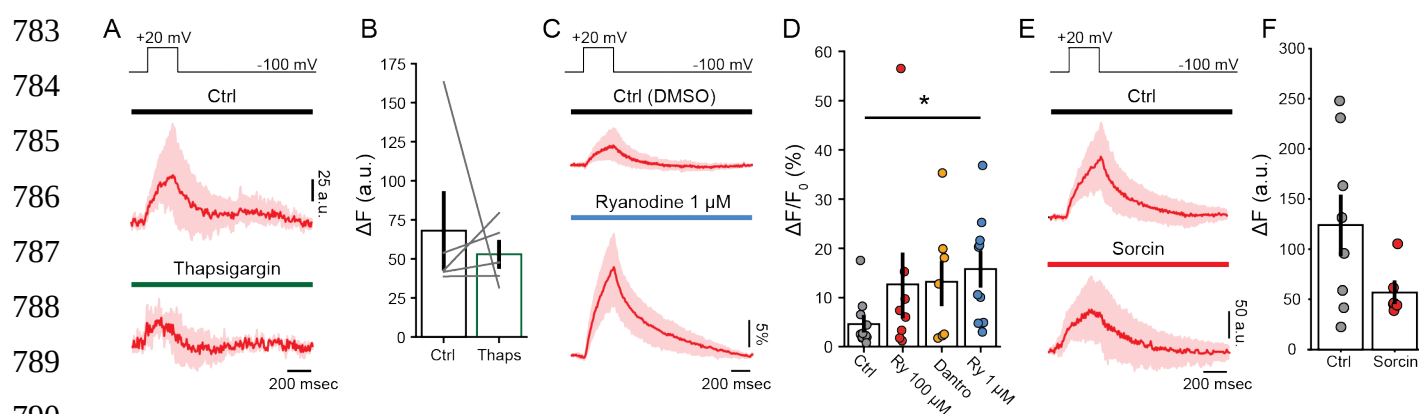 783
784
785
786
787
788
789
A
+20 mV
-100 mV
Ctrl
25 a.u.
Thapsigargin
200 msec
B
ΔF (a.u.)
175
150
125
100
75
50
25
0
Ctrl Thaps
C
+20 mV
-100 mV
Ctrl (DMSO)
Ryanodine 1 µM
5%
200 msec
D
ΔF/F0 (%)
60
50
40
30
20
10
0
*
Ctrl
Ry 100 µM
Dantro
Ry 1 µM
E
+20 mV
-100 mV
Ctrl
Sorcin
50 a.u.
200 msec
F
ΔF (a.u.)
300
250
200
150
100
50
0
Ctrl Sorcin